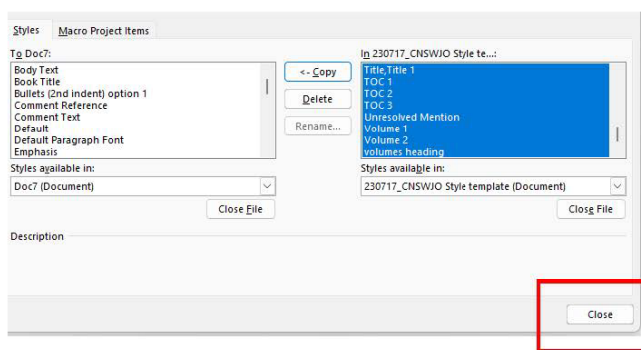 Styles Macro Project Items
To Doc7:
Body Text
Book Title
Bullets (2nd indent) option 1
Comment Reference
Comment Text
Default
Default Paragraph Font
Emphasis
Styles available in:
Doc7 (Document)
Close File
<- Copy
Delete
Rename...
In 230717_CNSWJO Style te...:
Title,Title 1
TOC 1
TOC 2
TOC 3
Unresolved Mention
Volume 1
Volume 2
volumes heading
Styles available in:
230717_CNSWJO Style template (Document)
Close File
Description
Close